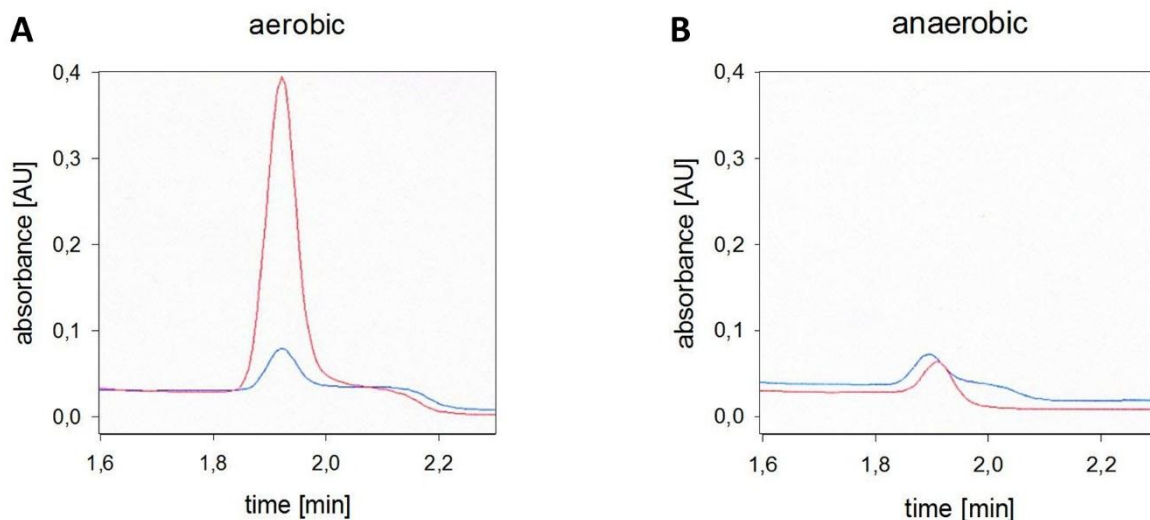 A
aerobic
0,4
0,3
0,2
0,1
0,0
absorbance [AU]
1,6 1,8 2,0 2,2
time [min]
B
anaerobic
0,4
0,3
0,2
0,1
0,0
absorbance [AU]
1,6 1,8 2,0 2,2
time [min]